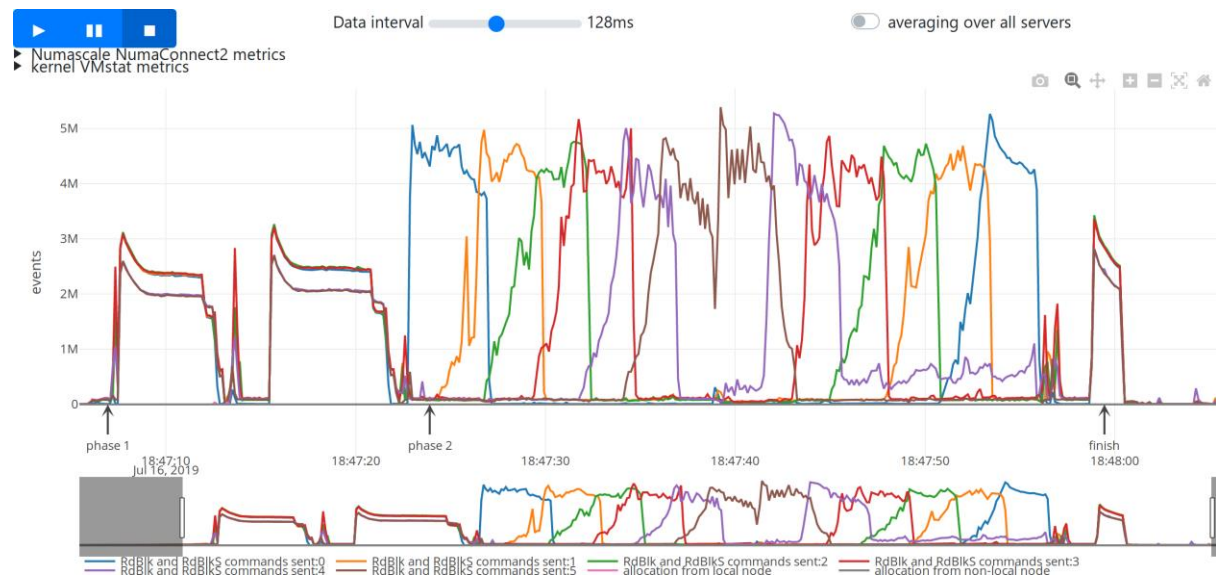 Data interval 128ms averaging over all servers
Numascale NumaConnect2 metrics
kernel VMstat metrics
5M
4M
3M
2M
1M
0
events
phase 1 phase 2 finish
18:47:10 18:47:20 18:47:30 18:47:40 18:47:50 18:48:00
Jul 16, 2019
RdBlk and RdBlkS commands sent:0 RdBlk and RdBlkS commands sent:1 RdBlk and RdBlkS commands sent:2 RdBlk and RdBlkS commands sent:3
RdBlk and RdBlkS commands sent:4 RdBlk and RdBlkS commands sent:5 allocation from local node allocation from non-local node